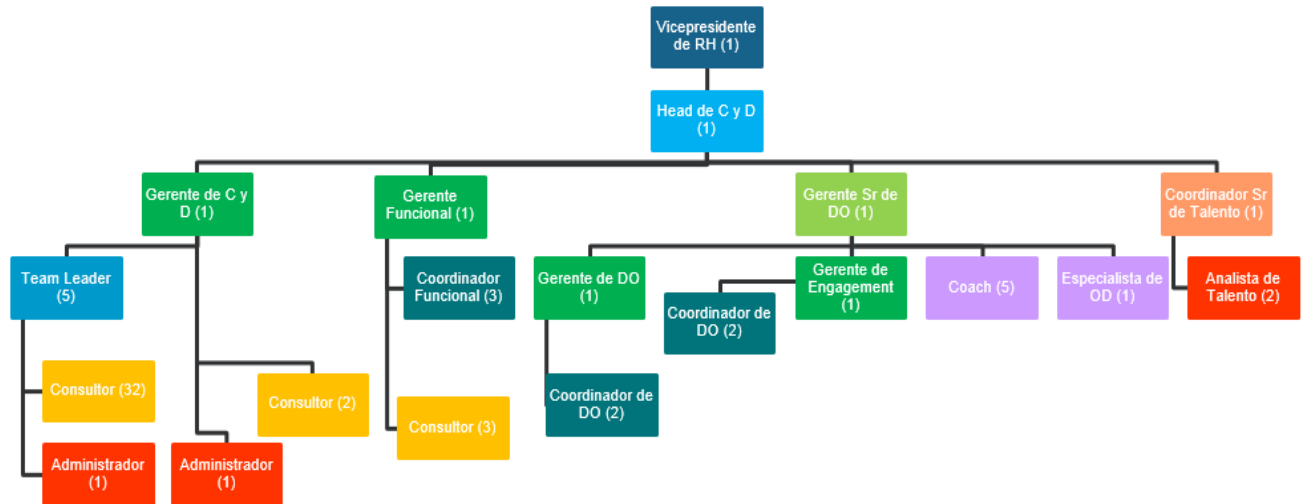 Vicepresidente
de RH (1)
Head de C y D
(1)
Gerente de C y
D (1)
Gerente
Funcional (1)
Gerente Sr de
DO (1)
Coordinador Sr
de Talento (1)
Team Leader
(5)
Coordinador
Funcional (3)
Gerente de DO
(1)
Gerente de
Engagement
(1)
Coach (5)
Especialista de
OD (1)
Analista de
Talento (2)
Coordinador de
DO (2)
Consultor (32)
Consultor (2)
Coordinador de
DO (2)
Consultor (3)
Administrador
(1)
Administrador
(1)